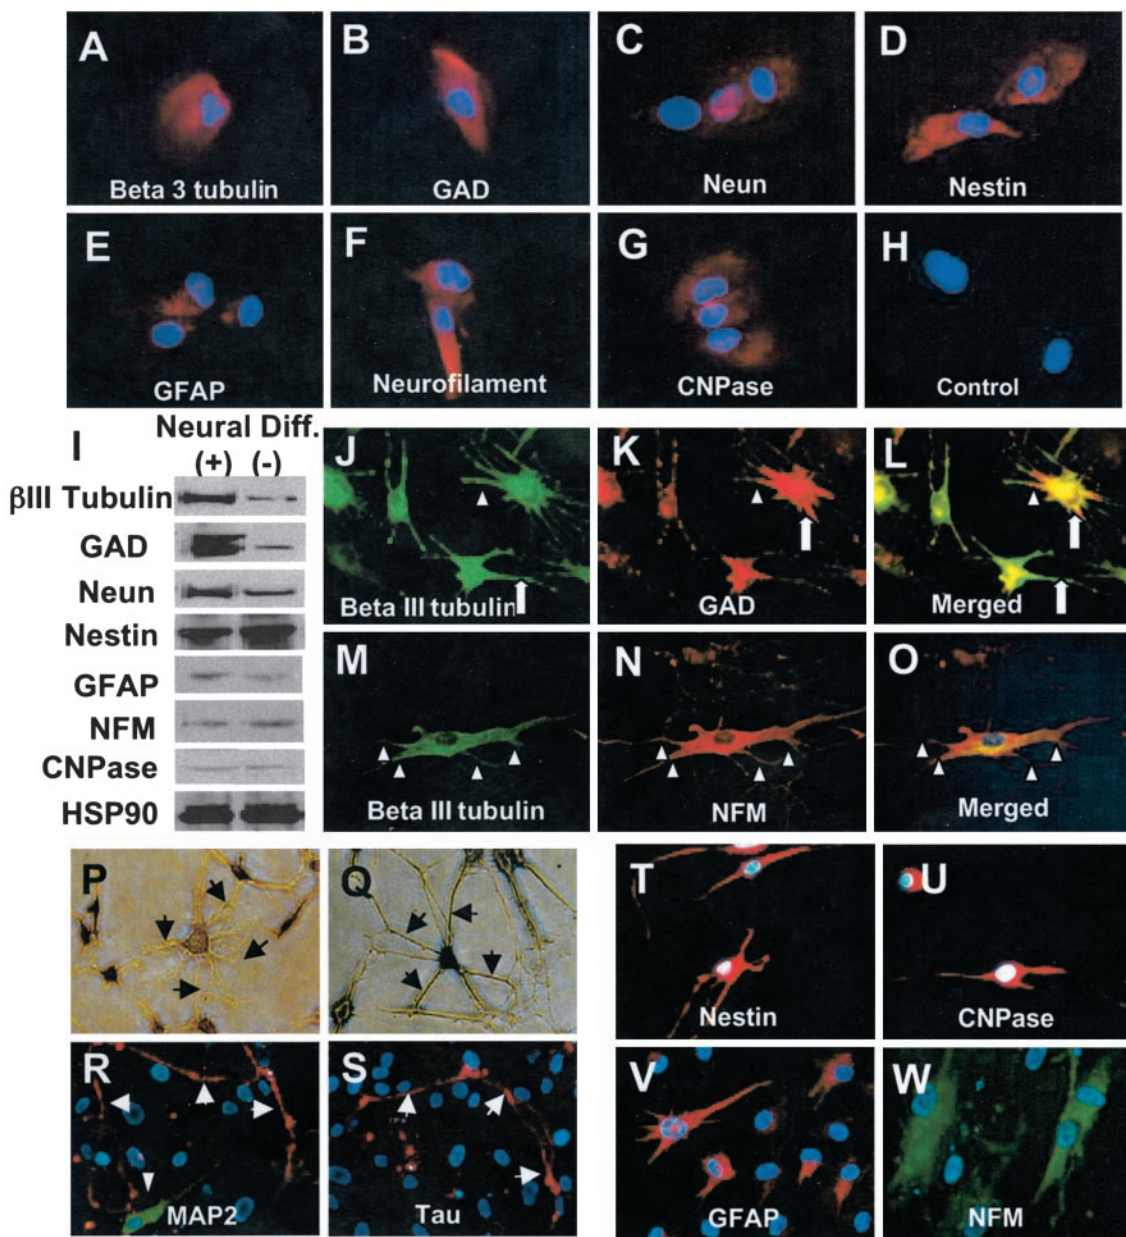 A
Beta 3 tubulin
B
GAD
C
Neun
D
Nestin
E
GFAP
F
Neurofilament
G
CNPase
H
Control
I
Neural Diff.
(+) (-)
βIII Tubulin
GAD
Neun
Nestin
GFAP
NFM
CNPase
HSP90
J
Beta III tubulin
K
GAD
L
Merged
M
Beta III tubulin
N
NFM
O
Merged
P
Q
R
MAP2
S
Tau
T
Nestin
U
CNPase
V
GFAP
W
NFM